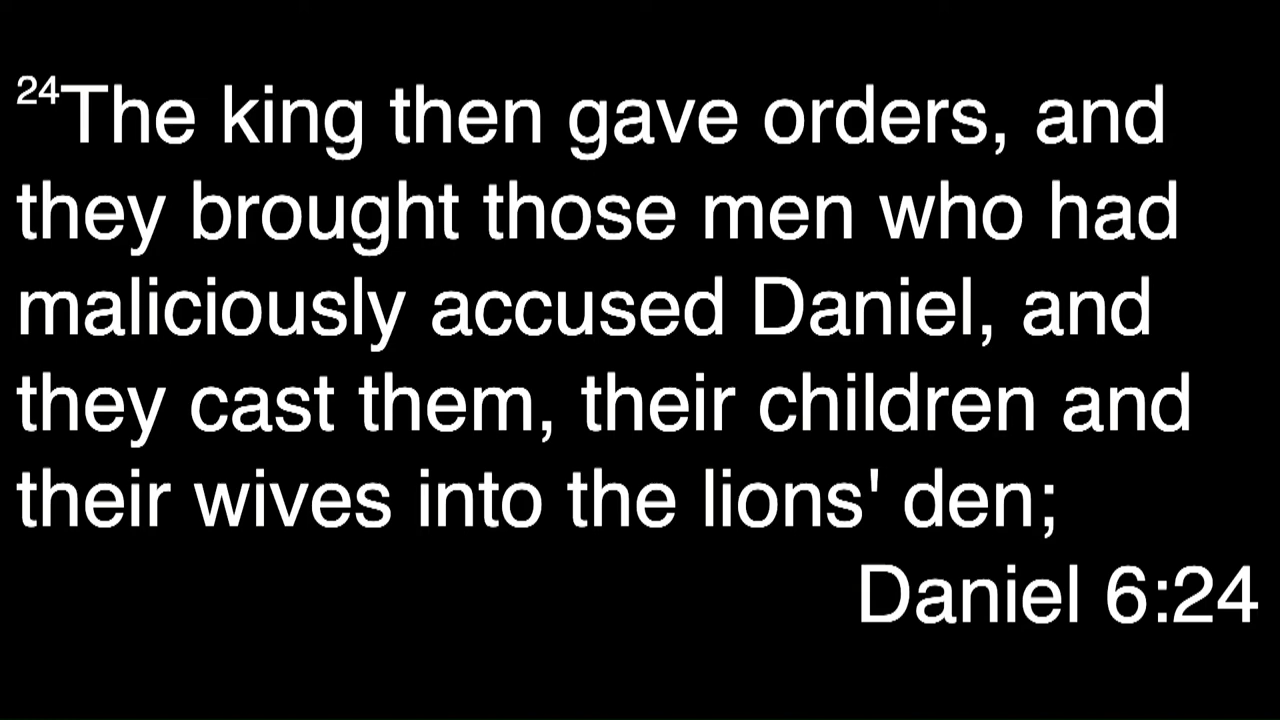 24The king then gave orders, and
they brought those men who had
maliciously accused Daniel, and
they cast them, their children and
their wives into the lions' den;
Daniel 6:24